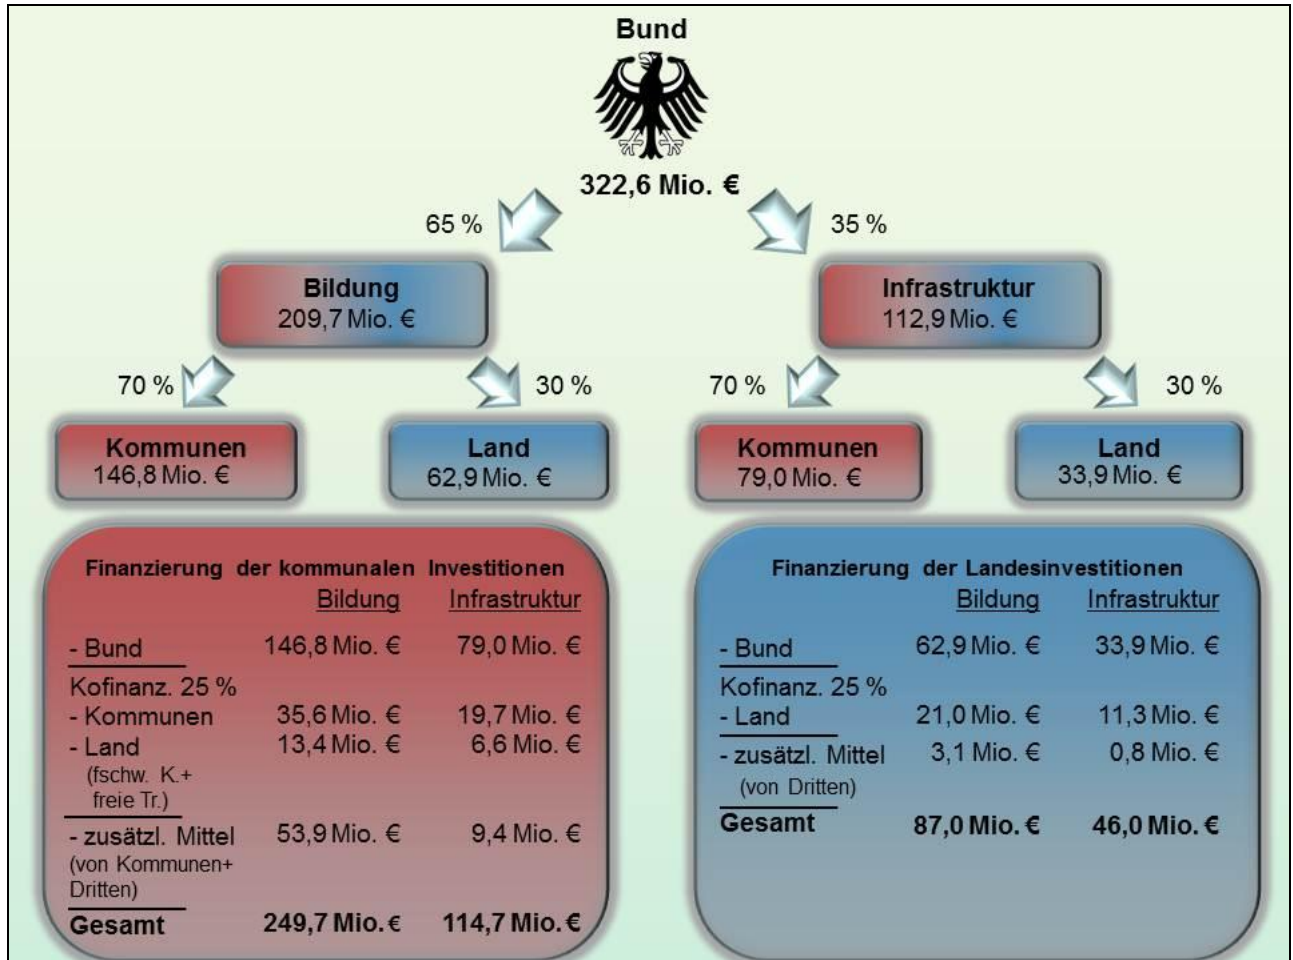 Bund
322,6 Mio. €
65 %
35 %
Bildung
209,7 Mio. €
Infrastruktur
112,9 Mio. €
70 %
30 %
70 %
30 %
Kommunen
146,8 Mio. €
Land
62,9 Mio. €
Kommunen
79,0 Mio. €
Land
33,9 Mio. €
Finanzierung der kommunalen Investitionen
Bildung Infrastruktur
- Bund 146,8 Mio. € 79,0 Mio. €
Kofinanz. 25 %
- Kommunen 35,6 Mio. € 19,7 Mio. €
- Land 13,4 Mio. € 6,6 Mio. €
(fschw. K.+
freie Tr.)
- zusätzl. Mittel 53,9 Mio. € 9,4 Mio. €
(von Kommunen+
Dritten)
Gesamt 249,7 Mio. € 114,7 Mio. €
Finanzierung der Landesinvestitionen
Bildung Infrastruktur
- Bund 62,9 Mio. € 33,9 Mio. €
Kofinanz. 25 %
- Land 21,0 Mio. € 11,3 Mio. €
- zusätzl. Mittel 3,1 Mio. € 0,8 Mio. €
(von Dritten)
Gesamt 87,0 Mio. € 46,0 Mio. €